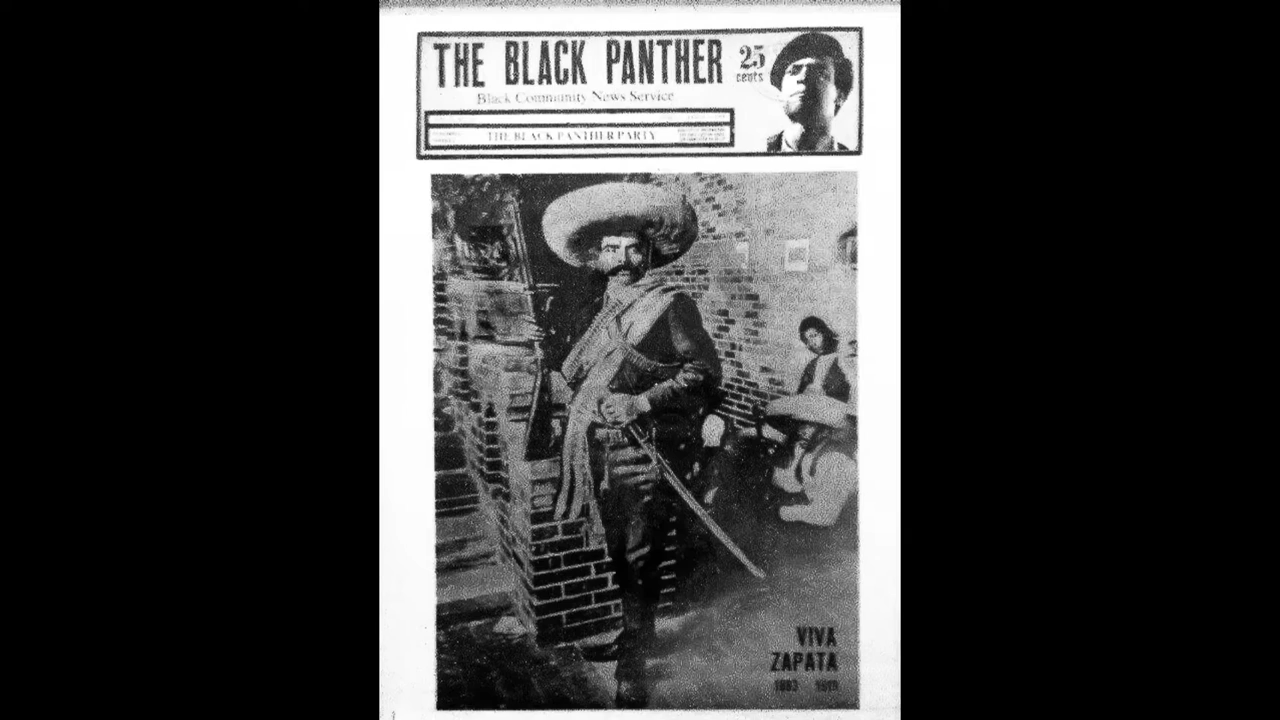 THE BLACK PANTHER
25
cents
Black Community News Service
THE BLACK PANTHER PARTY
VIVA
ZAPATA